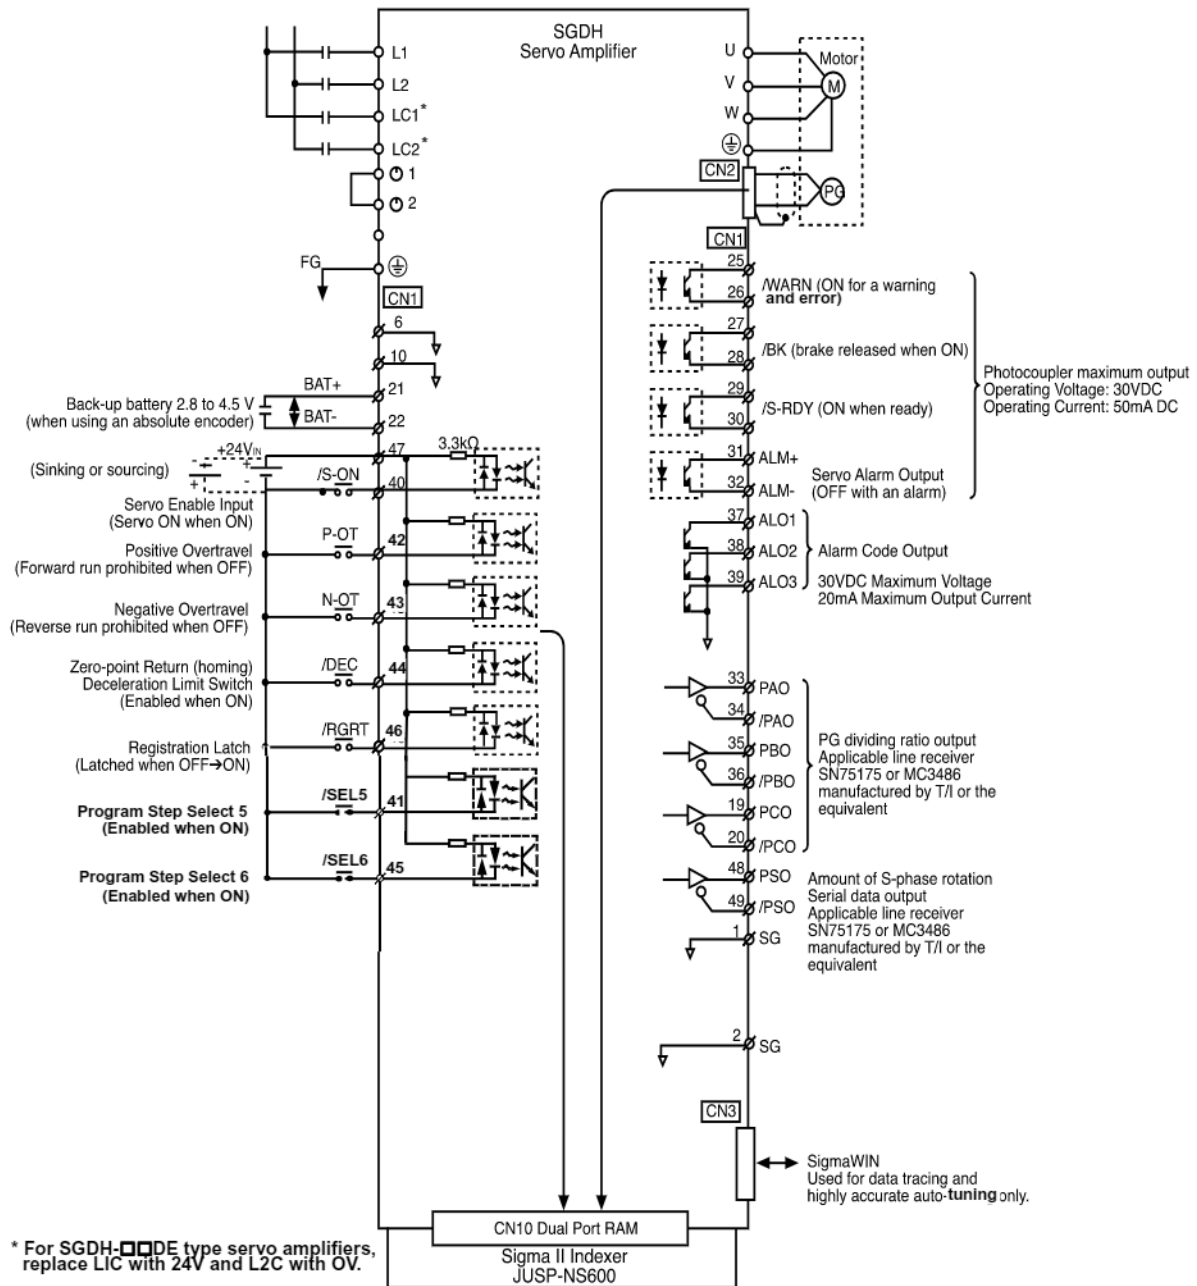 SGDH
Servo Amplifier
L1
L2
LC1*
LC2*
1
2
FG
CN1
6
10
BAT+
21
Back-up battery 2.8 to 4.5 V
(when using an absolute encoder)
BAT-
22
+24VIN
47
3.3kΩ
(Sinking or sourcing)
-
+
+
-
/S-ON
40
Servo Enable Input
(Servo ON when ON)
P-OT
42
Positive Overtravel
(Forward run prohibited when OFF)
N-OT
43
Negative Overtravel
(Reverse run prohibited when OFF)
/DEC
44
Zero-point Return (homing)
Deceleration Limit Switch
(Enabled when ON)
/RGRT
46
Registration Latch
(Latched when OFF→ON)
/SEL5
41
Program Step Select 5
(Enabled when ON)
/SEL6
45
Program Step Select 6
(Enabled when ON)
U
V
W
Motor
M
CN2
PG
CN1
25
26
/WARN (ON for a warning
and error)
27
28
/BK (brake released when ON)
29
30
/S-RDY (ON when ready)
31
ALM+
32
ALM-
Servo Alarm Output
(OFF with an alarm)
Photocoupler maximum output
Operating Voltage: 30VDC
Operating Current: 50mA DC
37
ALO1
38
ALO2
39
ALO3
Alarm Code Output
30VDC Maximum Voltage
20mA Maximum Output Current
33
PAO
34
/PAO
35
PBO
36
/PBO
19
PCO
20
/PCO
PG dividing ratio output
Applicable line receiver
SN75175 or MC3486
manufactured by T/I or the
equivalent
48
PSO
49
/PSO
1
SG
Amount of S-phase rotation
Serial data output
Applicable line receiver
SN75175 or MC3486
manufactured by T/I or the
equivalent
2
SG
CN3
SigmaWIN
Used for data tracing and
highly accurate auto-tuning only.
CN10 Dual Port RAM
Sigma II Indexer
JUSP-NS600
* For SGDH-□□DE type servo amplifiers,
replace LIC with 24V and L2C with OV.